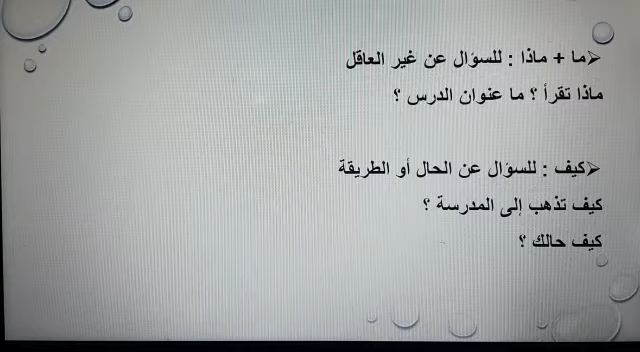 ➢ما + ماذا : للسؤال عن غير العاقل
ماذا تقرأ ؟ ما عنوان الدرس ؟
➢كيف : للسؤال عن الحال أو الطريقة
كيف تذهب إلى المدرسة ؟
كيف حالك ؟